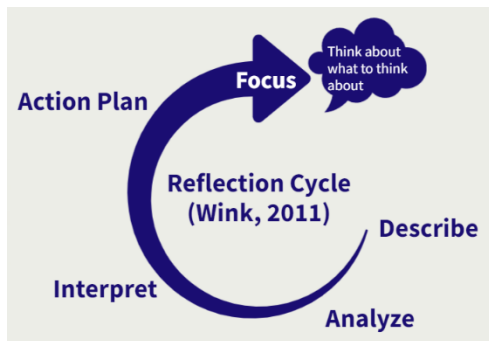 Focus
Think about
what to think
about
Action Plan
Reflection Cycle
(Wink, 2011)
Describe
Interpret
Analyze